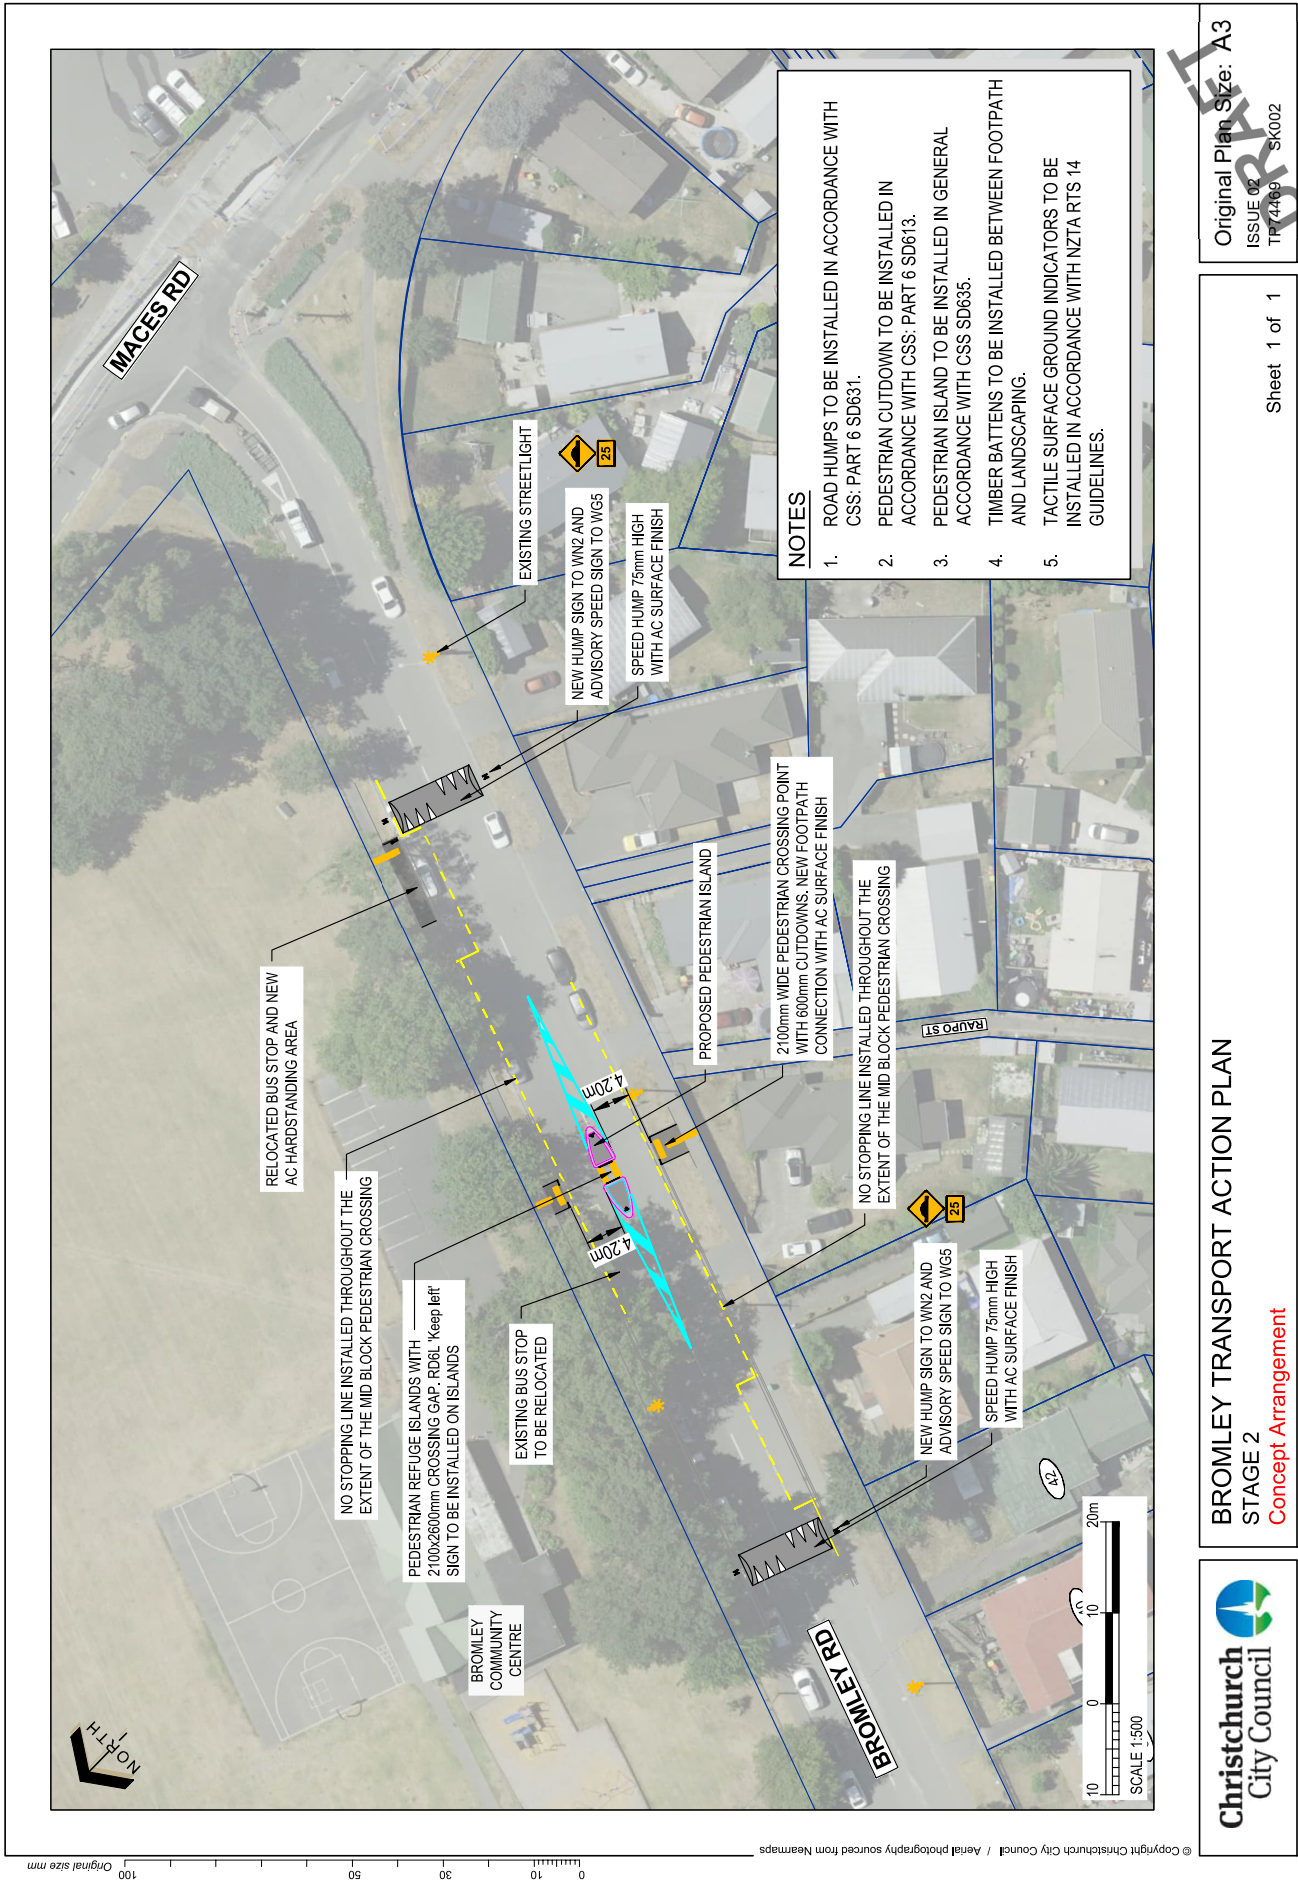 MACES RD
EXISTING STREETLIGHT
25
NEW HUMP SIGN TO WN2 AND
ADVISORY SPEED SIGN TO WG5
SPEED HUMP 75mm HIGH
WITH AC SURFACE FINISH
RELOCATED BUS STOP AND NEW
AC HARDSTANDING AREA
NO STOPPING LINE INSTALLED THROUGHOUT THE
EXTENT OF THE MID BLOCK PEDESTRIAN CROSSING
PEDESTRIAN REFUGE ISLANDS WITH
2100x2600mm CROSSING GAP. RD6L 'Keep left'
SIGN TO BE INSTALLED ON ISLANDS
EXISTING BUS STOP
TO BE RELOCATED
BROMLEY
COMMUNITY
CENTRE
4.20m
4.20m
PROPOSED PEDESTRIAN ISLAND
2100mm WIDE PEDESTRIAN CROSSING POINT
WITH 600mm CUTDOWNS. NEW FOOTPATH
CONNECTION WITH AC SURFACE FINISH
NO STOPPING LINE INSTALLED THROUGHOUT THE
EXTENT OF THE MID BLOCK PEDESTRIAN CROSSING
RAUPO ST
25
NEW HUMP SIGN TO WN2 AND
ADVISORY SPEED SIGN TO WG5
SPEED HUMP 75mm HIGH
WITH AC SURFACE FINISH
42
BROMLEY RD
NORTH
NOTES
1. ROAD HUMPS TO BE INSTALLED IN ACCORDANCE WITH
CSS: PART 6 SD631.
2. PEDESTRIAN CUTDOWN TO BE INSTALLED IN
ACCORDANCE WITH CSS: PART 6 SD613.
3. PEDESTRIAN ISLAND TO BE INSTALLED IN GENERAL
ACCORDANCE WITH CSS SD635.
4. TIMBER BATTENS TO BE INSTALLED BETWEEN FOOTPATH
AND LANDSCAPING.
5. TACTILE SURFACE GROUND INDICATORS TO BE
INSTALLED IN ACCORDANCE WITH NZTA RTS 14
GUIDELINES.
10 0 10 20m
SCALE 1:500
Christchurch
City Council
BROMLEY TRANSPORT ACTION PLAN
STAGE 2
Concept Arrangement
Sheet 1 of 1
Original Plan Size: A3
ISSUE 02
TP74469 SK002
DRAFT
© Copyright Christchurch City Council / Aerial photography sourced from Nearmaps
0 10 30 50 100
Original size mm